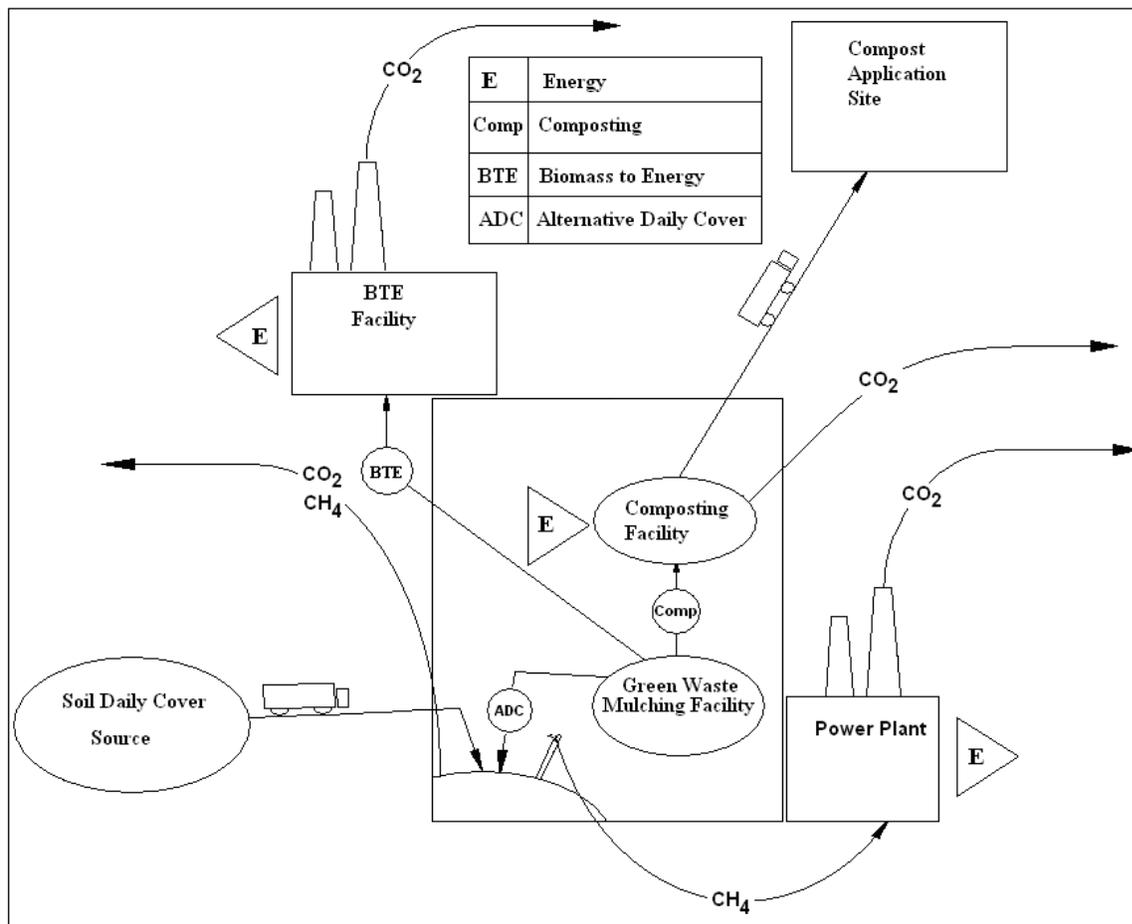 CO2
E Energy
Comp Composting
BTE Biomass to Energy
ADC Alternative Daily Cover
Compost
Application
Site
BTE
Facility
E
CO2
CO2
CH4
BTE
E
Composting
Facility
CO2
Comp
Green Waste
Mulching Facility
ADC
Soil Daily Cover
Source
Power Plant
E
CH4